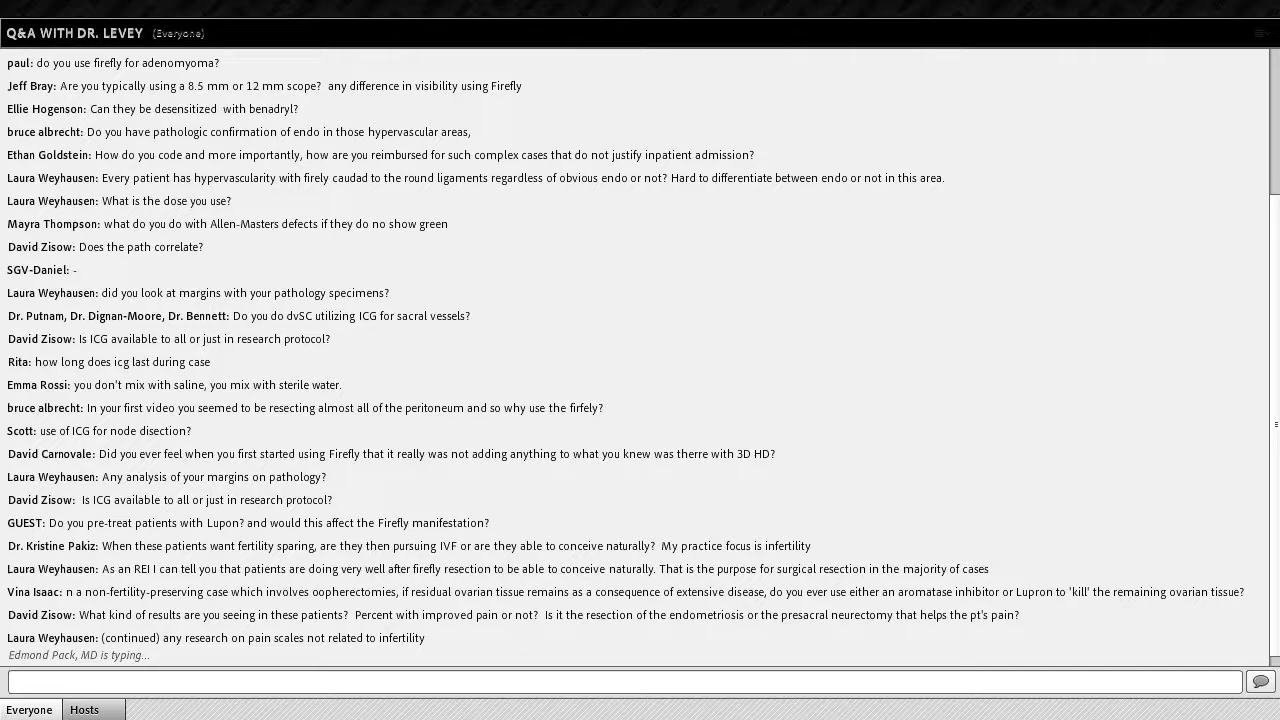 Q&A WITH DR. LEVEY (Everyone)
paul: do you use firefly for adenomyoma?
Jeff Bray: Are you typically using a 8.5 mm or 12 mm scope?  any difference in visibility using Firefly
Ellie Hogenson: Can they be desensitized  with benadryl?
bruce albrecht: Do you have pathologic confirmation of endo in those hypervascular areas,
Ethan Goldstein: How do you code and more importantly, how are you reimbursed for such complex cases that do not justify inpatient admission?
Laura Weyhausen: Every patient has hypervascularity with firely caudad to the round ligaments regardless of obvious endo or not? Hard to differentiate between endo or not in this area.
Laura Weyhausen: What is the dose you use?
Mayra Thompson: what do you do with Allen-Masters defects if they do no show green
David Zisow: Does the path correlate?
SGV-Daniel: -
Laura Weyhausen: did you look at margins with your pathology specimens?
Dr. Putnam, Dr. Dignan-Moore, Dr. Bennett: Do you do dvSC utilizing ICG for sacral vessels?
David Zisow: Is ICG available to all or just in research protocol?
Rita: how long does icg last during case
Emma Rossi: you don't mix with saline, you mix with sterile water.
bruce albrecht: In your first video you seemed to be resecting almost all of the peritoneum and so why use the firfely?
Scott: use of ICG for node disection?
David Carnovale: Did you ever feel when you first started using Firefly that it really was not adding anything to what you knew was therre with 3D HD?
Laura Weyhausen: Any analysis of your margins on pathology?
David Zisow:  Is ICG available to all or just in research protocol?
GUEST: Do you pre-treat patients with Lupon? and would this affect the Firefly manifestation?
Dr. Kristine Pakiz: When these patients want fertility sparing, are they then pursuing IVF or are they able to conceive naturally?  My practice focus is infertility
Laura Weyhausen: As an REI I can tell you that patients are doing very well after firefly resection to be able to conceive naturally. That is the purpose for surgical resection in the majority of cases
Vina Isaac: n a non-fertility-preserving case which involves oopherectomies, if residual ovarian tissue remains as a consequence of extensive disease, do you ever use either an aromatase inhibitor or Lupron to 'kill' the remaining ovarian tissue?
David Zisow: What kind of results are you seeing in these patients?  Percent with improved pain or not?  Is it the resection of the endometriosis or the presacral neurectomy that helps the pt's pain?
Laura Weyhausen: (continued) any research on pain scales not related to infertility
Edmond Pack, MD is typing...
Everyone
Hosts